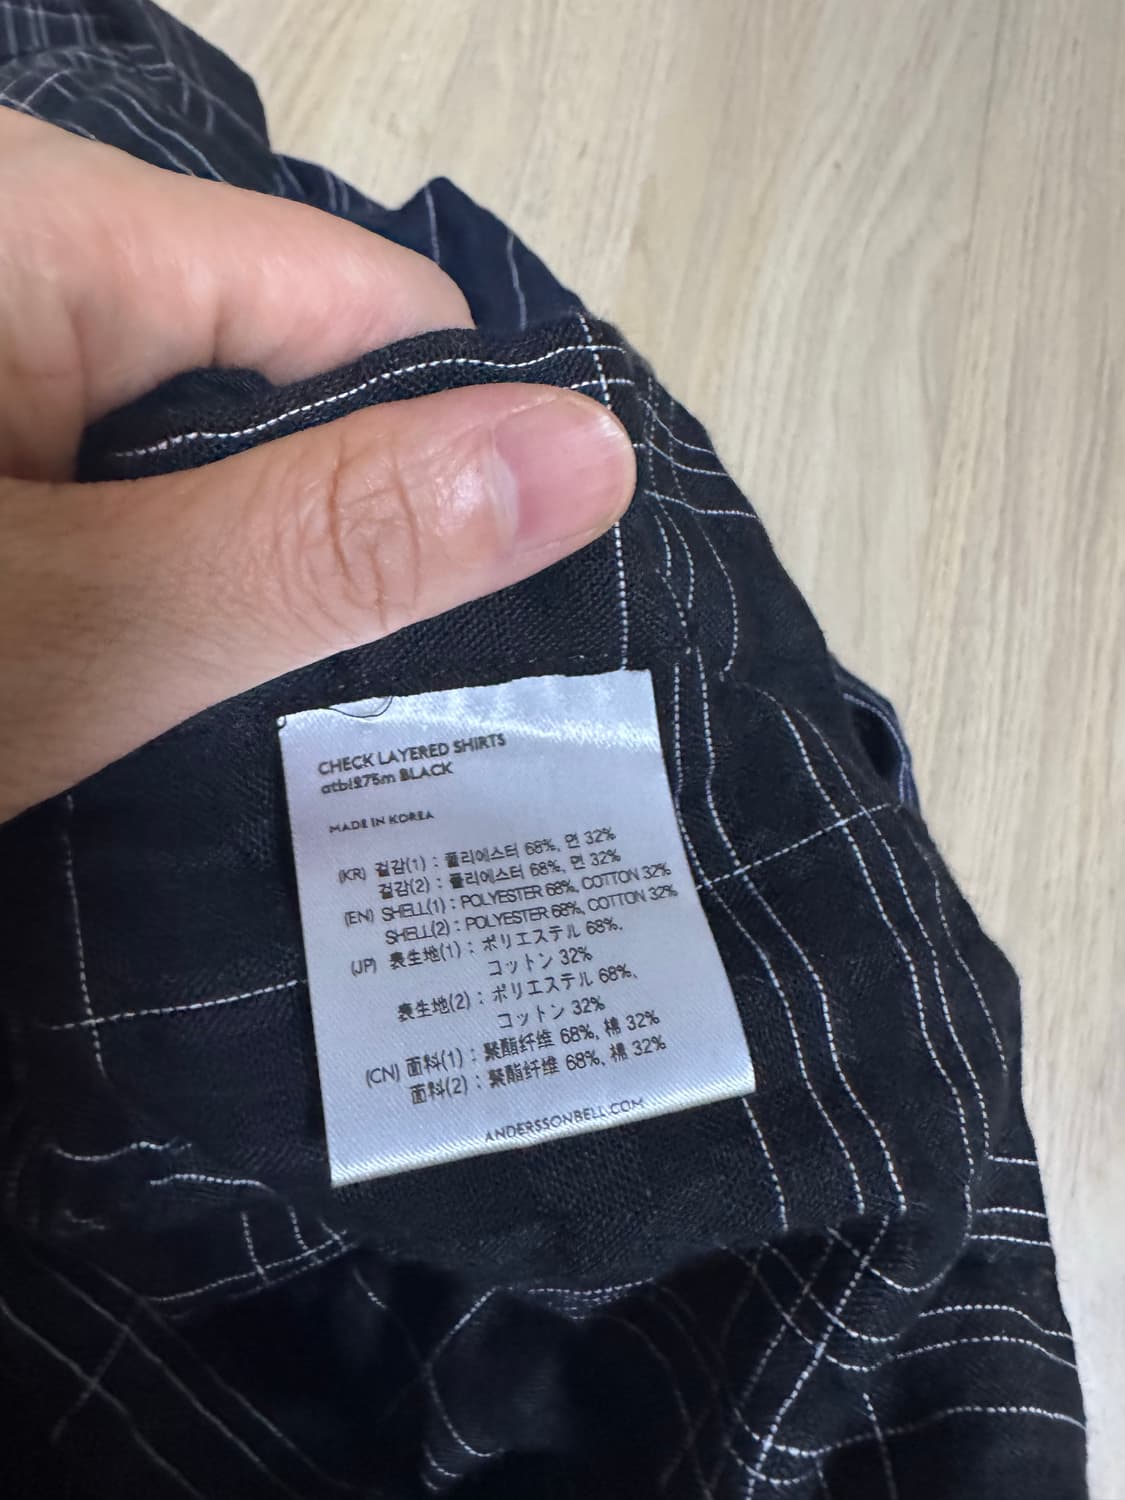 CHECK LAYERED SHIRTS
atb1275m BLACK
MADE IN KOREA
(KR) 겉감(1) : 폴리에스터 68%, 면 32%
겉감(2) : 폴리에스터 68%, 면 32%
(EN) SHELL(1) : POLYESTER 68%, COTTON 32%
SHELL(2) : POLYESTER 68%, COTTON 32%
(JP) 表生地(1) : ポリエステル 68%,
コットン 32%
表生地(2) : ポリエステル 68%,
コットン 32%
(CN) 面料(1) : 聚酯纤维 68%, 棉 32%
面料(2) : 聚酯纤维 68%, 棉 32%
ANDERSSONBELL.COM